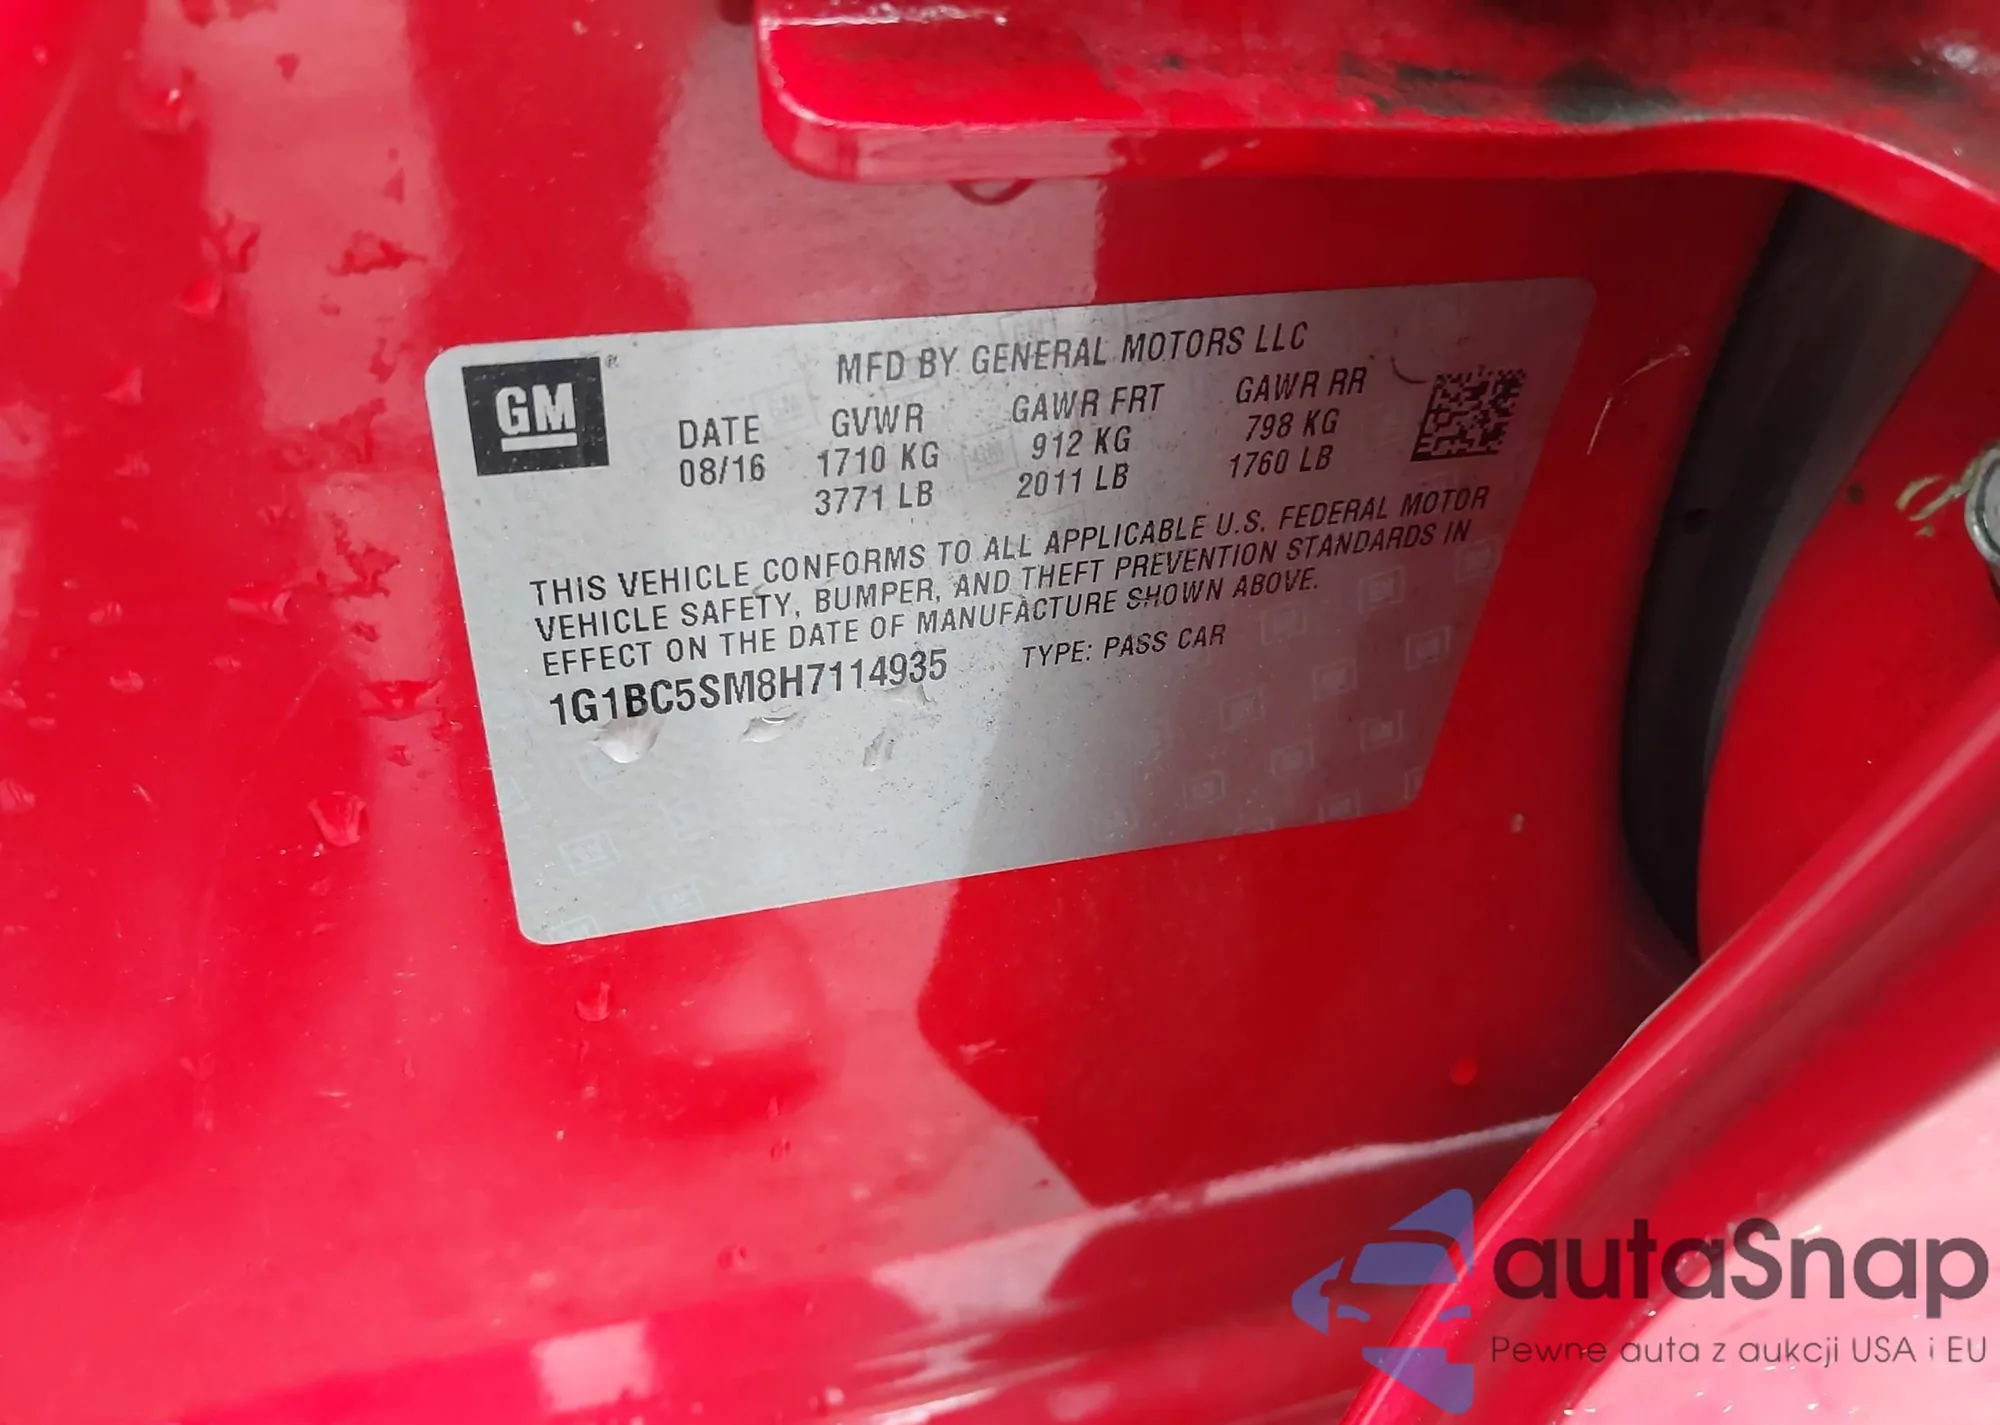 GM
MFD BY GENERAL MOTORS LLC
DATE GVWR GAWR FRT GAWR RR
08/16 1710 KG 912 KG 798 KG
3771 LB 2011 LB 1760 LB
THIS VEHICLE CONFORMS TO ALL APPLICABLE U.S. FEDERAL MOTOR
VEHICLE SAFETY, BUMPER, AND THEFT PREVENTION STANDARDS IN
EFFECT ON THE DATE OF MANUFACTURE SHOWN ABOVE.
1G1BC5SM8H7114935 TYPE: PASS CAR
autaSnap
Pewne auta z aukcji USA i EU